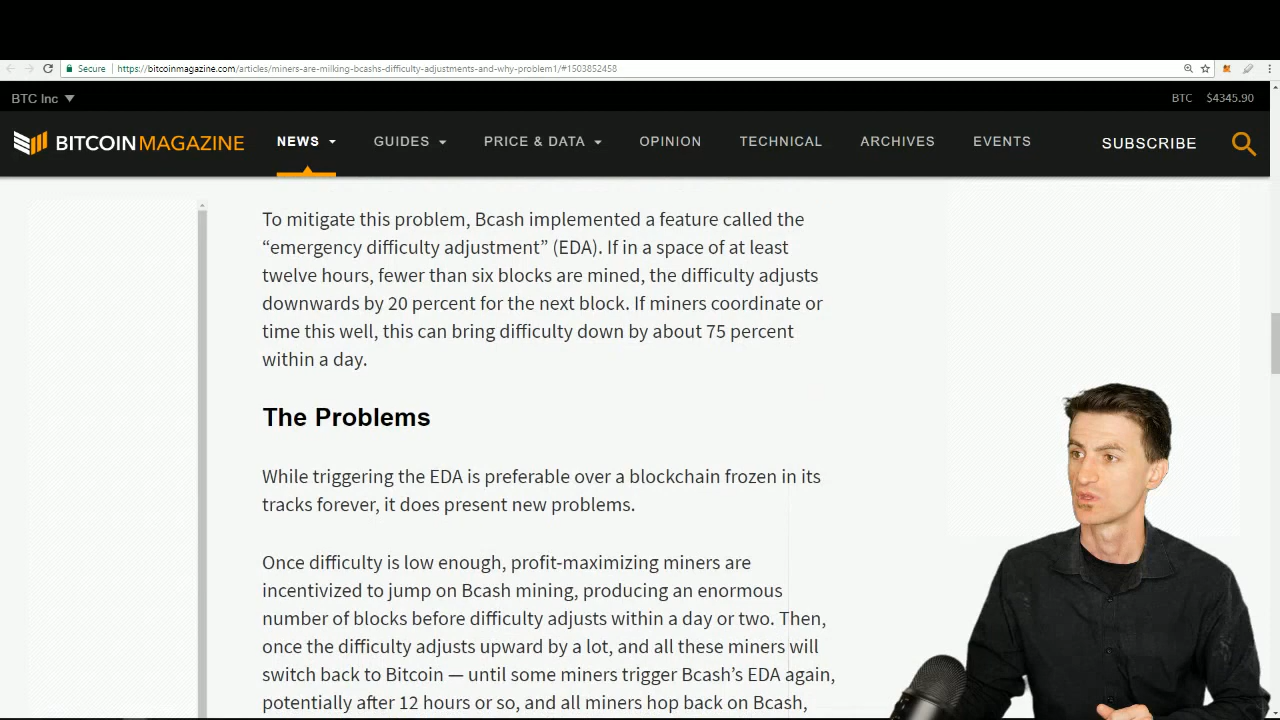 Secure
https://bitcoinmagazine.com/articles/miners-are-milking-bcashs-difficulty-adjustments-and-why-problem1/#1503852458
BTC Inc
BTC $4345.90
BITCOINMAGAZINE
NEWS
GUIDES
PRICE & DATA
OPINION
TECHNICAL
ARCHIVES
EVENTS
SUBSCRIBE
To mitigate this problem, Bcash implemented a feature called the
“emergency difficulty adjustment” (EDA). If in a space of at least
twelve hours, fewer than six blocks are mined, the difficulty adjusts
downwards by 20 percent for the next block. If miners coordinate or
time this well, this can bring difficulty down by about 75 percent
within a day.
The Problems
While triggering the EDA is preferable over a blockchain frozen in its
tracks forever, it does present new problems.
Once difficulty is low enough, profit-maximizing miners are
incentivized to jump on Bcash mining, producing an enormous
number of blocks before difficulty adjusts within a day or two. Then,
once the difficulty adjusts upward by a lot, and all these miners will
switch back to Bitcoin — until some miners trigger Bcash’s EDA again,
potentially after 12 hours or so, and all miners hop back on Bcash,